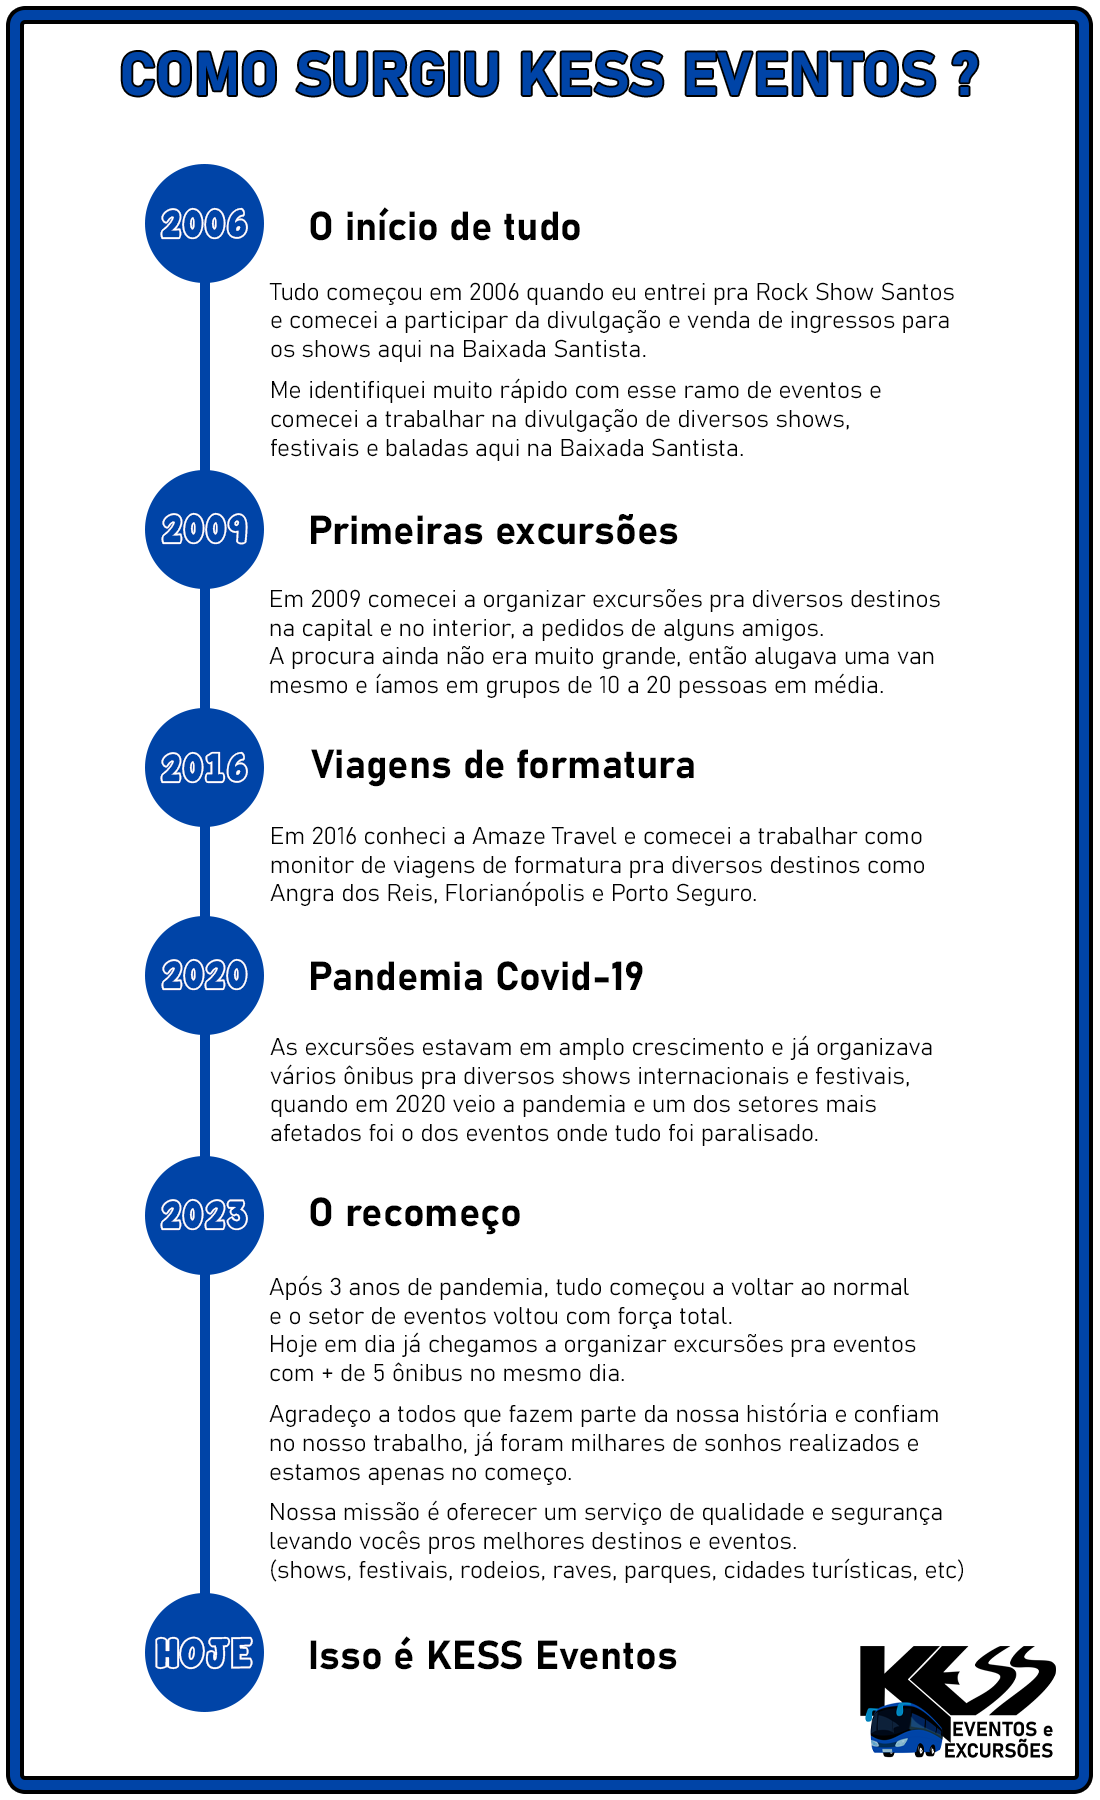 COMO SURGIU KESS EVENTOS ?
2006
O início de tudo
Tudo começou em 2006 quando eu entrei pra Rock Show Santos
e comecei a participar da divulgação e venda de ingressos para
os shows aqui na Baixada Santista.
Me identifiquei muito rápido com esse ramo de eventos e
comecei a trabalhar na divulgação de diversos shows,
festivais e baladas aqui na Baixada Santista.
2009
Primeiras excursões
Em 2009 comecei a organizar excursões pra diversos destinos
na capital e no interior, a pedidos de alguns amigos.
A procura ainda não era muito grande, então alugava uma van
mesmo e íamos em grupos de 10 a 20 pessoas em média.
2016
Viagens de formatura
Em 2016 conheci a Amaze Travel e comecei a trabalhar como
monitor de viagens de formatura pra diversos destinos como
Angra dos Reis, Florianópolis e Porto Seguro.
2020
Pandemia Covid-19
As excursões estavam em amplo crescimento e já organizava
vários ônibus pra diversos shows internacionais e festivais,
quando em 2020 veio a pandemia e um dos setores mais
afetados foi o dos eventos onde tudo foi paralisado.
2023
O recomeço
Após 3 anos de pandemia, tudo começou a voltar ao normal
e o setor de eventos voltou com força total.
Hoje em dia já chegamos a organizar excursões pra eventos
com + de 5 ônibus no mesmo dia.
Agradeço a todos que fazem parte da nossa história e confiam
no nosso trabalho, já foram milhares de sonhos realizados e
estamos apenas no começo.
Nossa missão é oferecer um serviço de qualidade e segurança
levando vocês pros melhores destinos e eventos.
(shows, festivais, rodeios, raves, parques, cidades turísticas, etc)
HOJE
Isso é KESS Eventos
KESS
EVENTOS e
EXCURSÕES